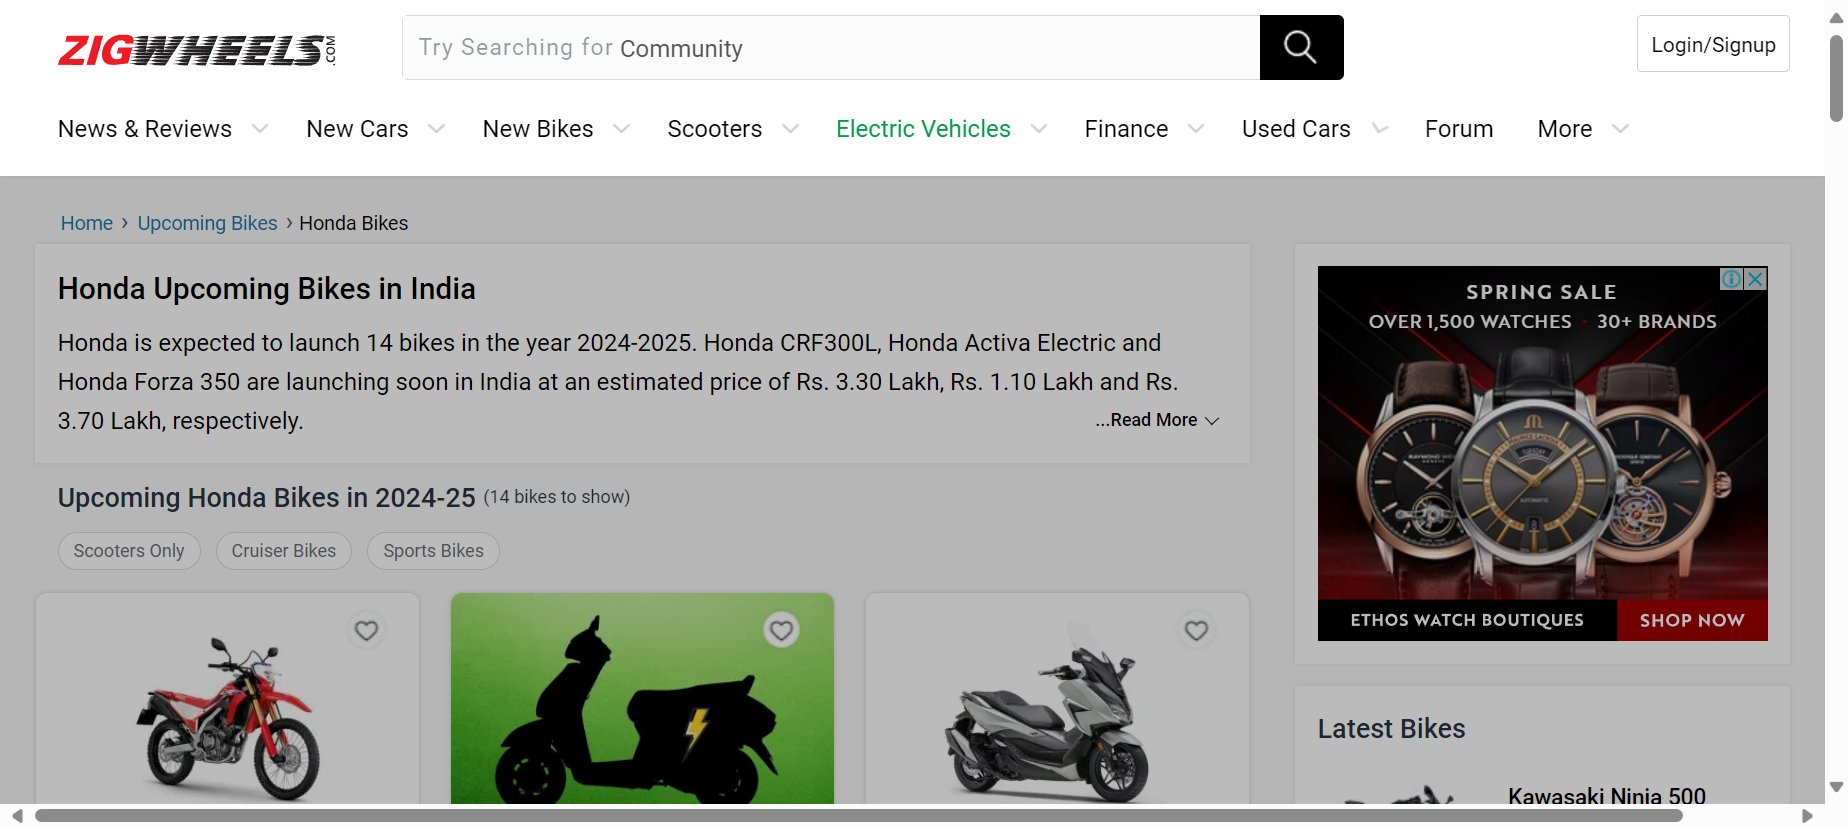 ZIGWHEELS.COM
Try Searching for Community
Login/Signup
News & Reviews
New Cars
New Bikes
Scooters
Electric Vehicles
Finance
Used Cars
Forum
More
Home › Upcoming Bikes › Honda Bikes
Honda Upcoming Bikes in India
Honda is expected to launch 14 bikes in the year 2024-2025. Honda CRF300L, Honda Activa Electric and
Honda Forza 350 are launching soon in India at an estimated price of Rs. 3.30 Lakh, Rs. 1.10 Lakh and Rs.
3.70 Lakh, respectively.
...Read More
Upcoming Honda Bikes in 2024-25 (14 bikes to show)
Scooters Only
Cruiser Bikes
Sports Bikes
SPRING SALE
OVER 1,500 WATCHES · 30+ BRANDS
AUTOMATIC
ETHOS WATCH BOUTIQUES
SHOP NOW
Latest Bikes
Kawasaki Ninja 500